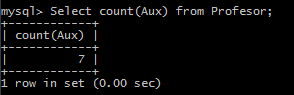 mysql> Select count(Aux) from Profesor;
+------------+
| count(Aux) |
+------------+
|          7 |
+------------+
1 row in set (0.00 sec)